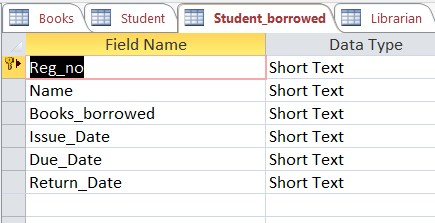 Books Student Student_borrowed Librarian
Field Name Data Type
Reg_no Short Text
Name Short Text
Books_borrowed Short Text
Issue_Date Short Text
Due_Date Short Text
Return_Date Short Text